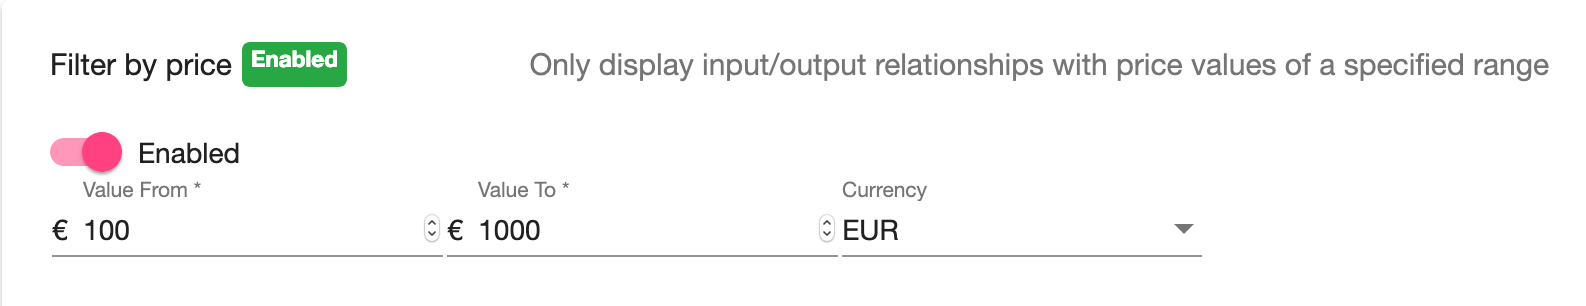 Filter by price Enabled Only display input/output relationships with price values of a specified range
Enabled
Value From * Value To * Currency
€ 100 € 1000 EUR